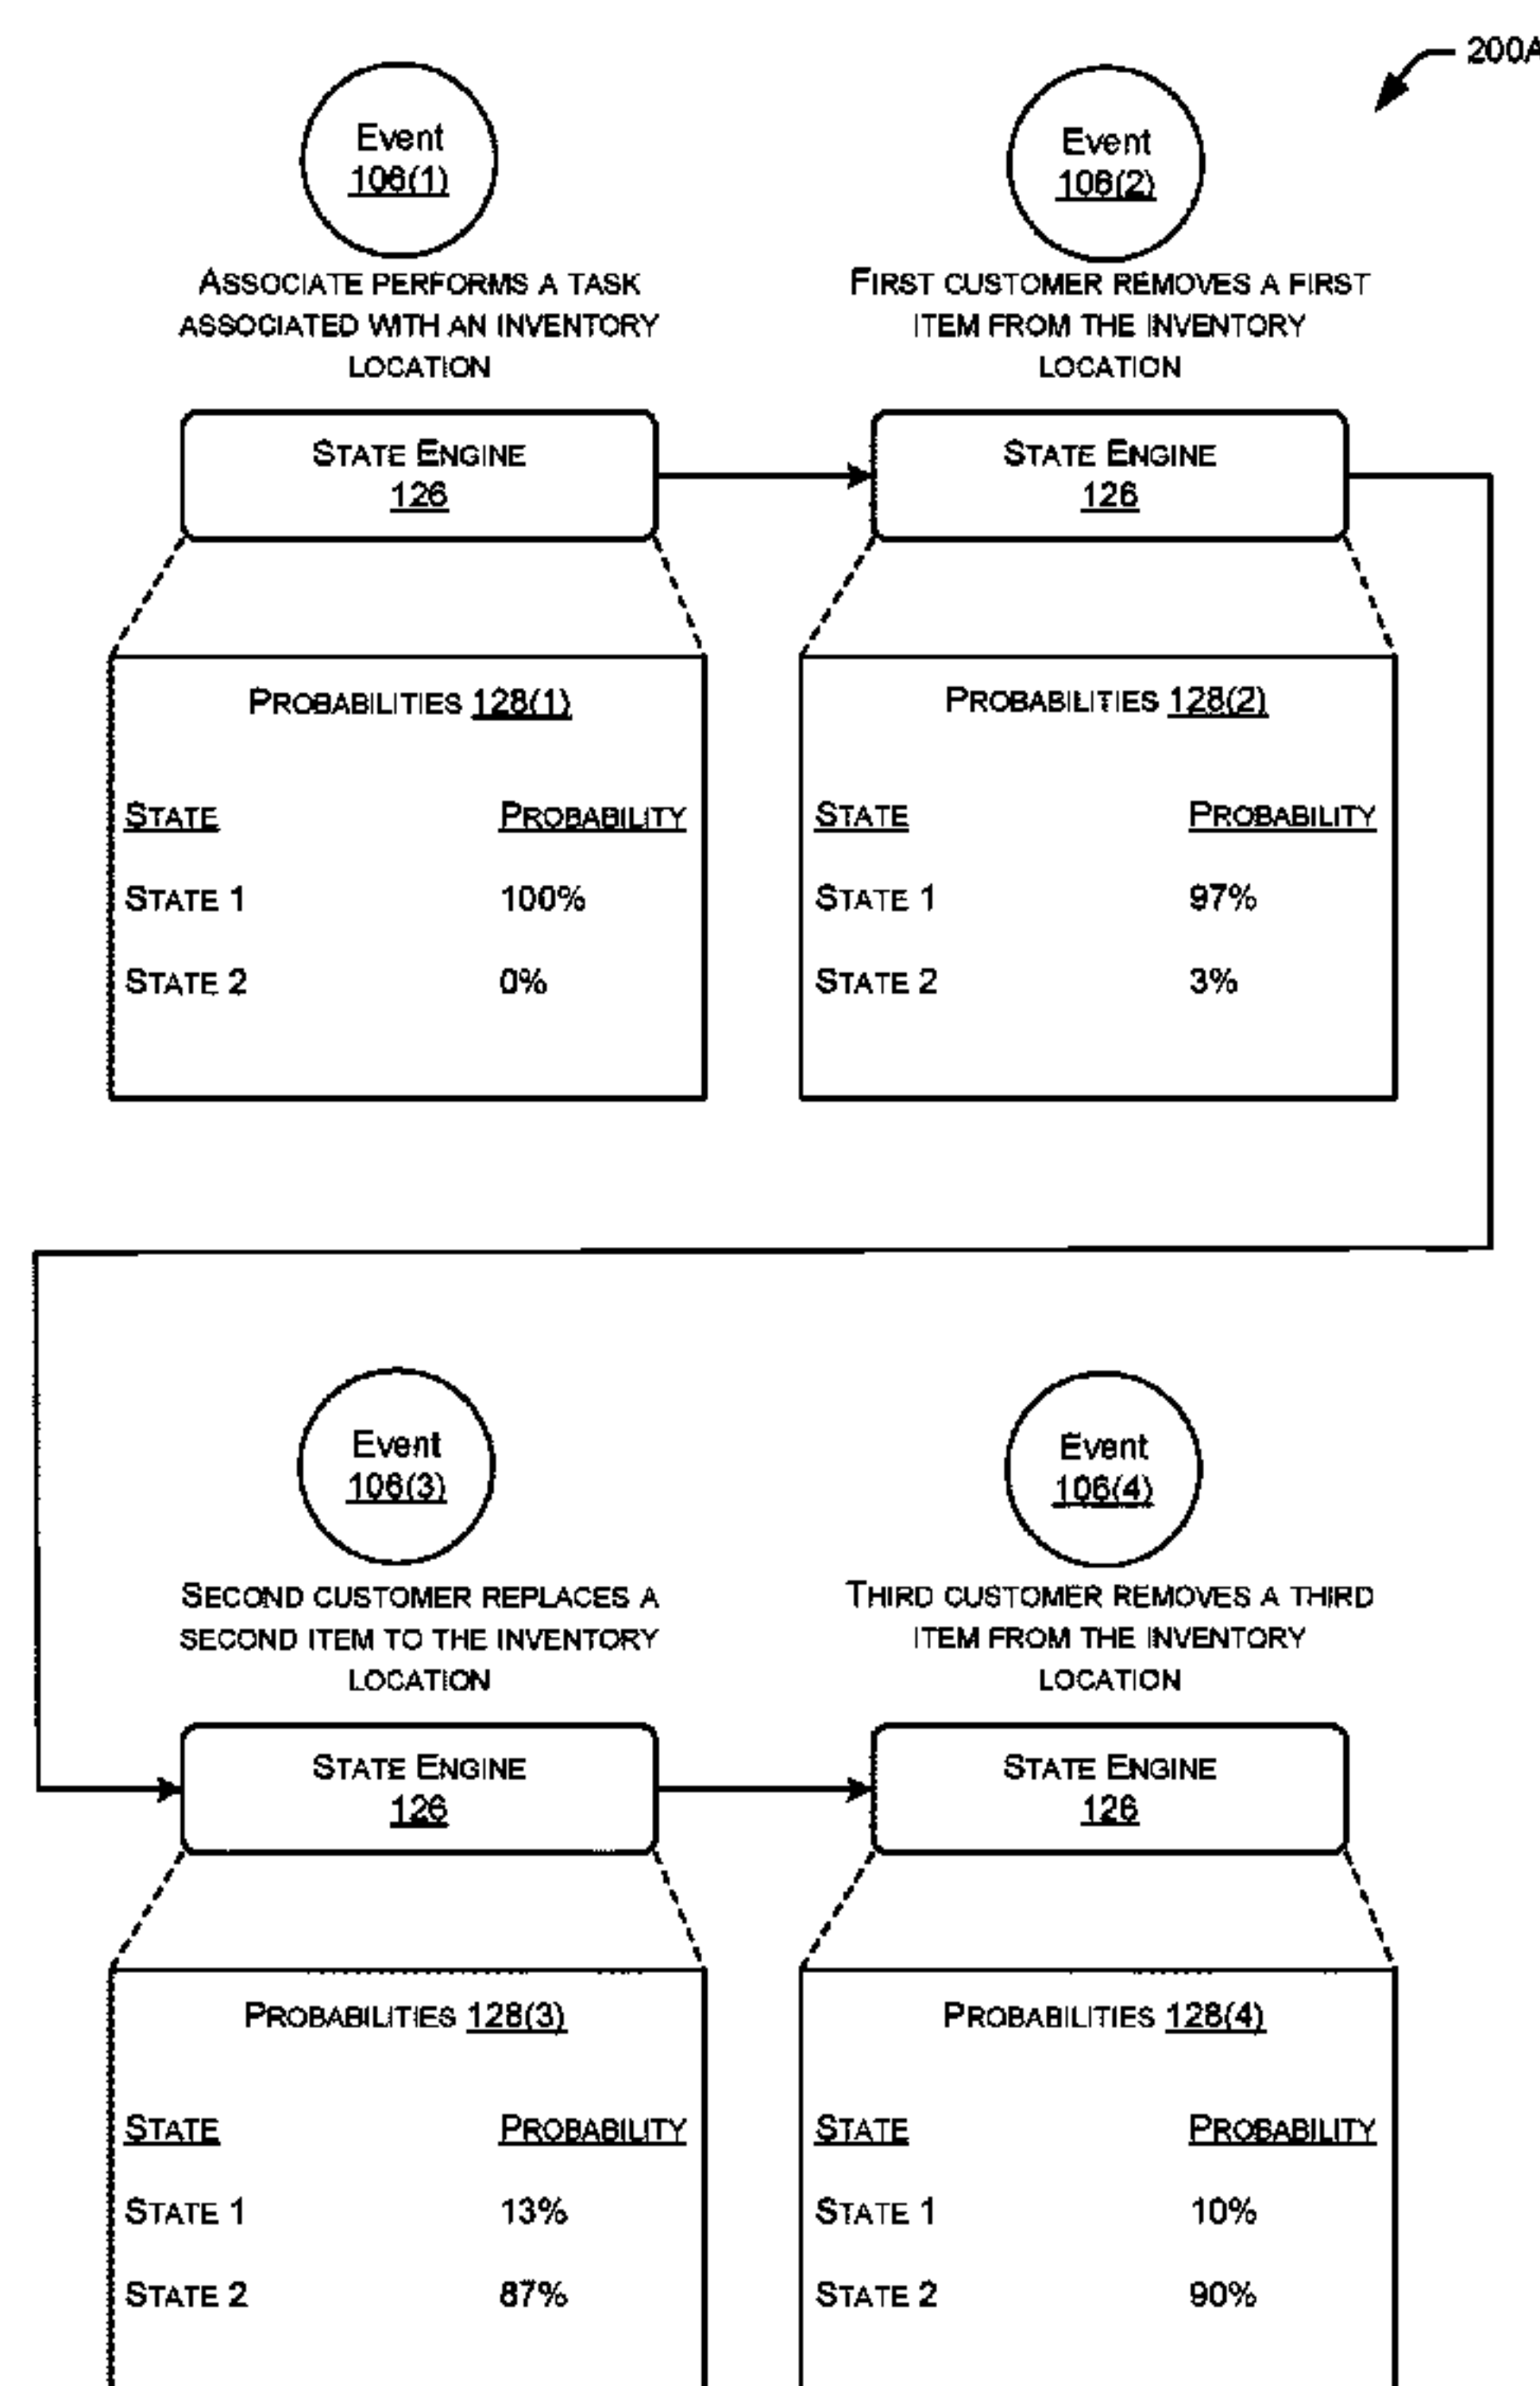 200A
Event
106(1)
Event
106(2)
ASSOCIATE PERFORMS A TASK
ASSOCIATED WITH AN INVENTORY
LOCATION
FIRST CUSTOMER REMOVES A FIRST
ITEM FROM THE INVENTORY
LOCATION
STATE ENGINE
126
STATE ENGINE
126
PROBABILITIES 128(1)
STATE PROBABILITY
STATE 1 100%
STATE 2 0%
PROBABILITIES 128(2)
STATE PROBABILITY
STATE 1 97%
STATE 2 3%
Event
106(3)
Event
106(4)
SECOND CUSTOMER REPLACES A
SECOND ITEM TO THE INVENTORY
LOCATION
THIRD CUSTOMER REMOVES A THIRD
ITEM FROM THE INVENTORY
LOCATION
STATE ENGINE
126
STATE ENGINE
126
PROBABILITIES 128(3)
STATE PROBABILITY
STATE 1 13%
STATE 2 87%
PROBABILITIES 128(4)
STATE PROBABILITY
STATE 1 10%
STATE 2 90%